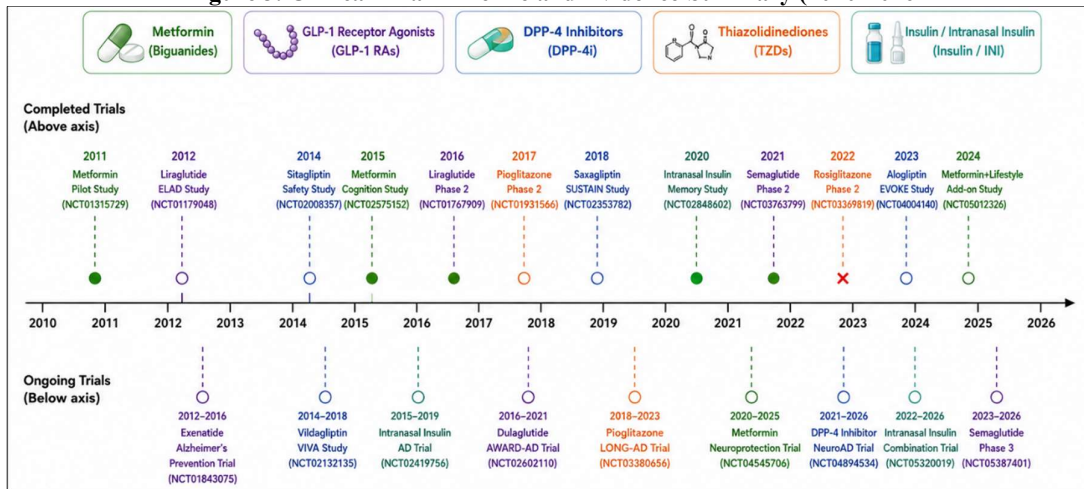 Metformin
(Biguanides)
GLP-1 Receptor Agonists
(GLP-1 RAs)
DPP-4 Inhibitors
(DPP-4i)
Thiazolidinediones
(TZDs)
Insulin / Intranasal Insulin
(Insulin / INI)
Completed Trials
(Above axis)
2011
Metformin
Pilot Study
(NCT01315729)
2012
Liraglutide
ELAD Study
(NCT01179048)
2014
Sitagliptin
Safety Study
(NCT02008357)
2015
Metformin
Cognition Study
(NCT02575152)
2016
Liraglutide
Phase 2
(NCT01767909)
2017
Pioglitazone
Phase 2
(NCT01931566)
2018
Saxagliptin
SUSTAIN Study
(NCT02353782)
2020
Intranasal Insulin
Memory Study
(NCT02848602)
2021
Semaglutide
Phase 2
(NCT03763799)
2022
Rosiglitazone
Phase 2
(NCT03369819)
2023
Alogliptin
EVOKE Study
(NCT04004140)
2024
Metformin+Lifestyle
Add-on Study
(NCT05012326)
2010 2011 2012 2013 2014 2015 2016 2017 2018 2019 2020 2021 2022 2023 2024 2025 2026
Ongoing Trials
(Below axis)
2012–2016
Exenatide
Alzheimer's
Prevention Trial
(NCT01843075)
2014–2018
Vildagliptin
VIVA Study
(NCT02132135)
2015–2019
Intranasal Insulin
AD Trial
(NCT02419756)
2016–2021
Dulaglutide
AWARD-AD Trial
(NCT02602110)
2018–2023
Pioglitazone
LONG-AD Trial
(NCT03380656)
2020–2025
Metformin
Neuroprotection Trial
(NCT04545706)
2021–2026
DPP-4 Inhibitor
NeuroAD Trial
(NCT04894534)
2022–2026
Intranasal Insulin
Combination Trial
(NCT05320019)
2023–2026
Semaglutide
Phase 3
(NCT05387401)